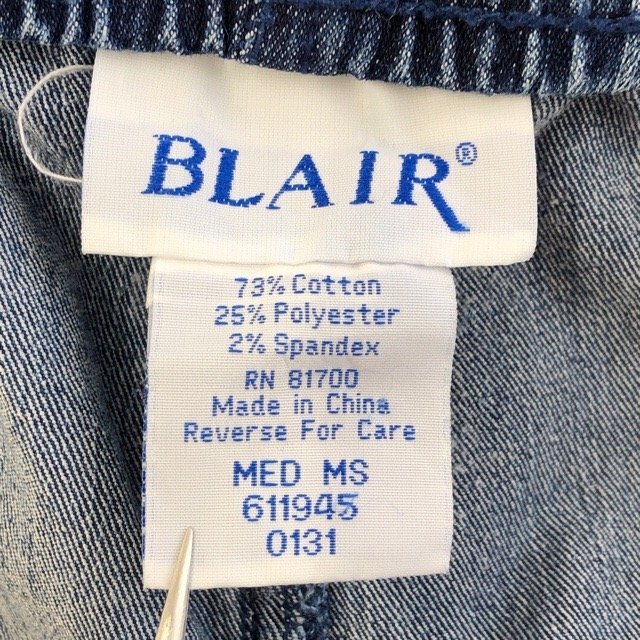 BLAIR®
73% Cotton
25% Polyester
2% Spandex
RN 81700
Made in China
Reverse For Care
MED MS
611945
0131